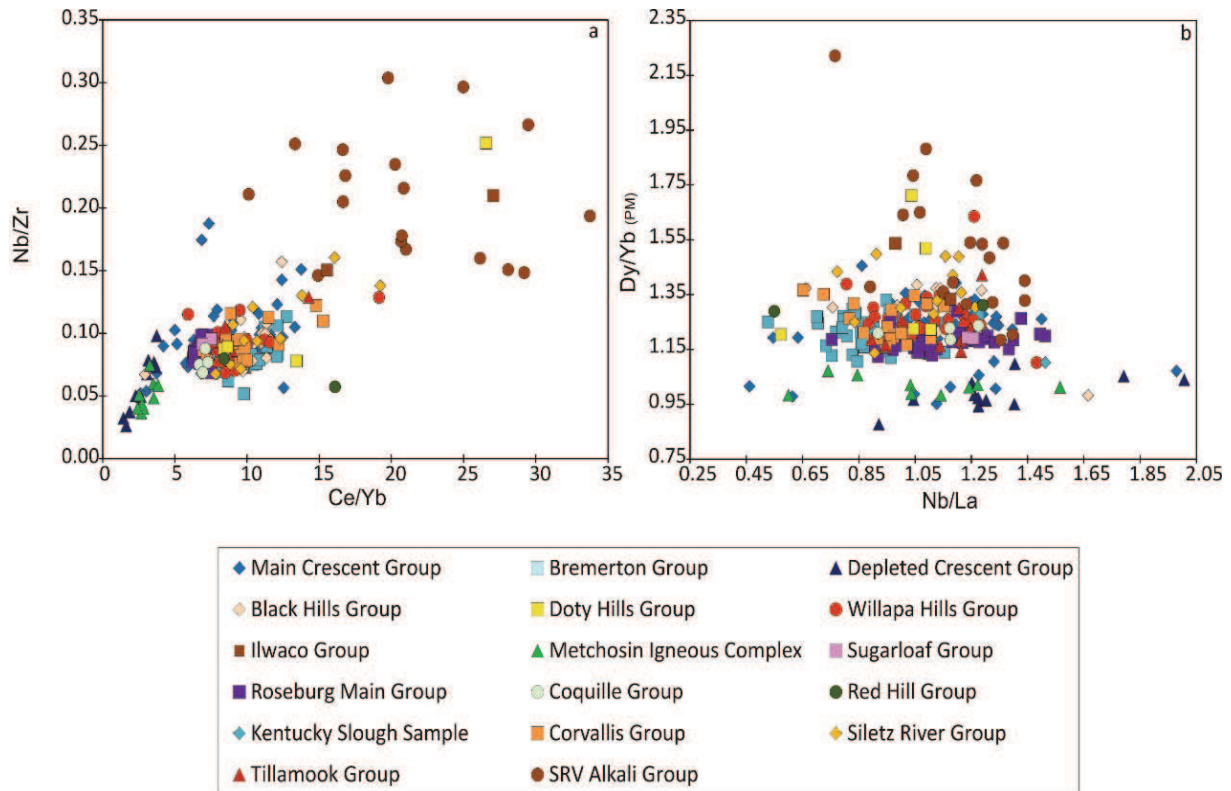 a
b
0.35
0.30
0.25
0.20
0.15
0.10
0.05
0.00
Nb/Zr
0 5 10 15 20 25 30 35
Ce/Yb
2.15
1.95
1.75
1.55
1.35
1.15
0.95
0.75
Dy/Yb (PM)
0.25 0.45 0.65 0.85 1.05 1.25 1.45 1.65 1.85 2.05
Nb/La
Main Crescent Group Bremerton Group Depleted Crescent Group
Black Hills Group Doty Hills Group Willapa Hills Group
Ilwaco Group Metchosin Igneous Complex Sugarloaf Group
Roseburg Main Group Coquille Group Red Hill Group
Kentucky Slough Sample Corvallis Group Siletz River Group
Tillamook Group SRV Alkali Group